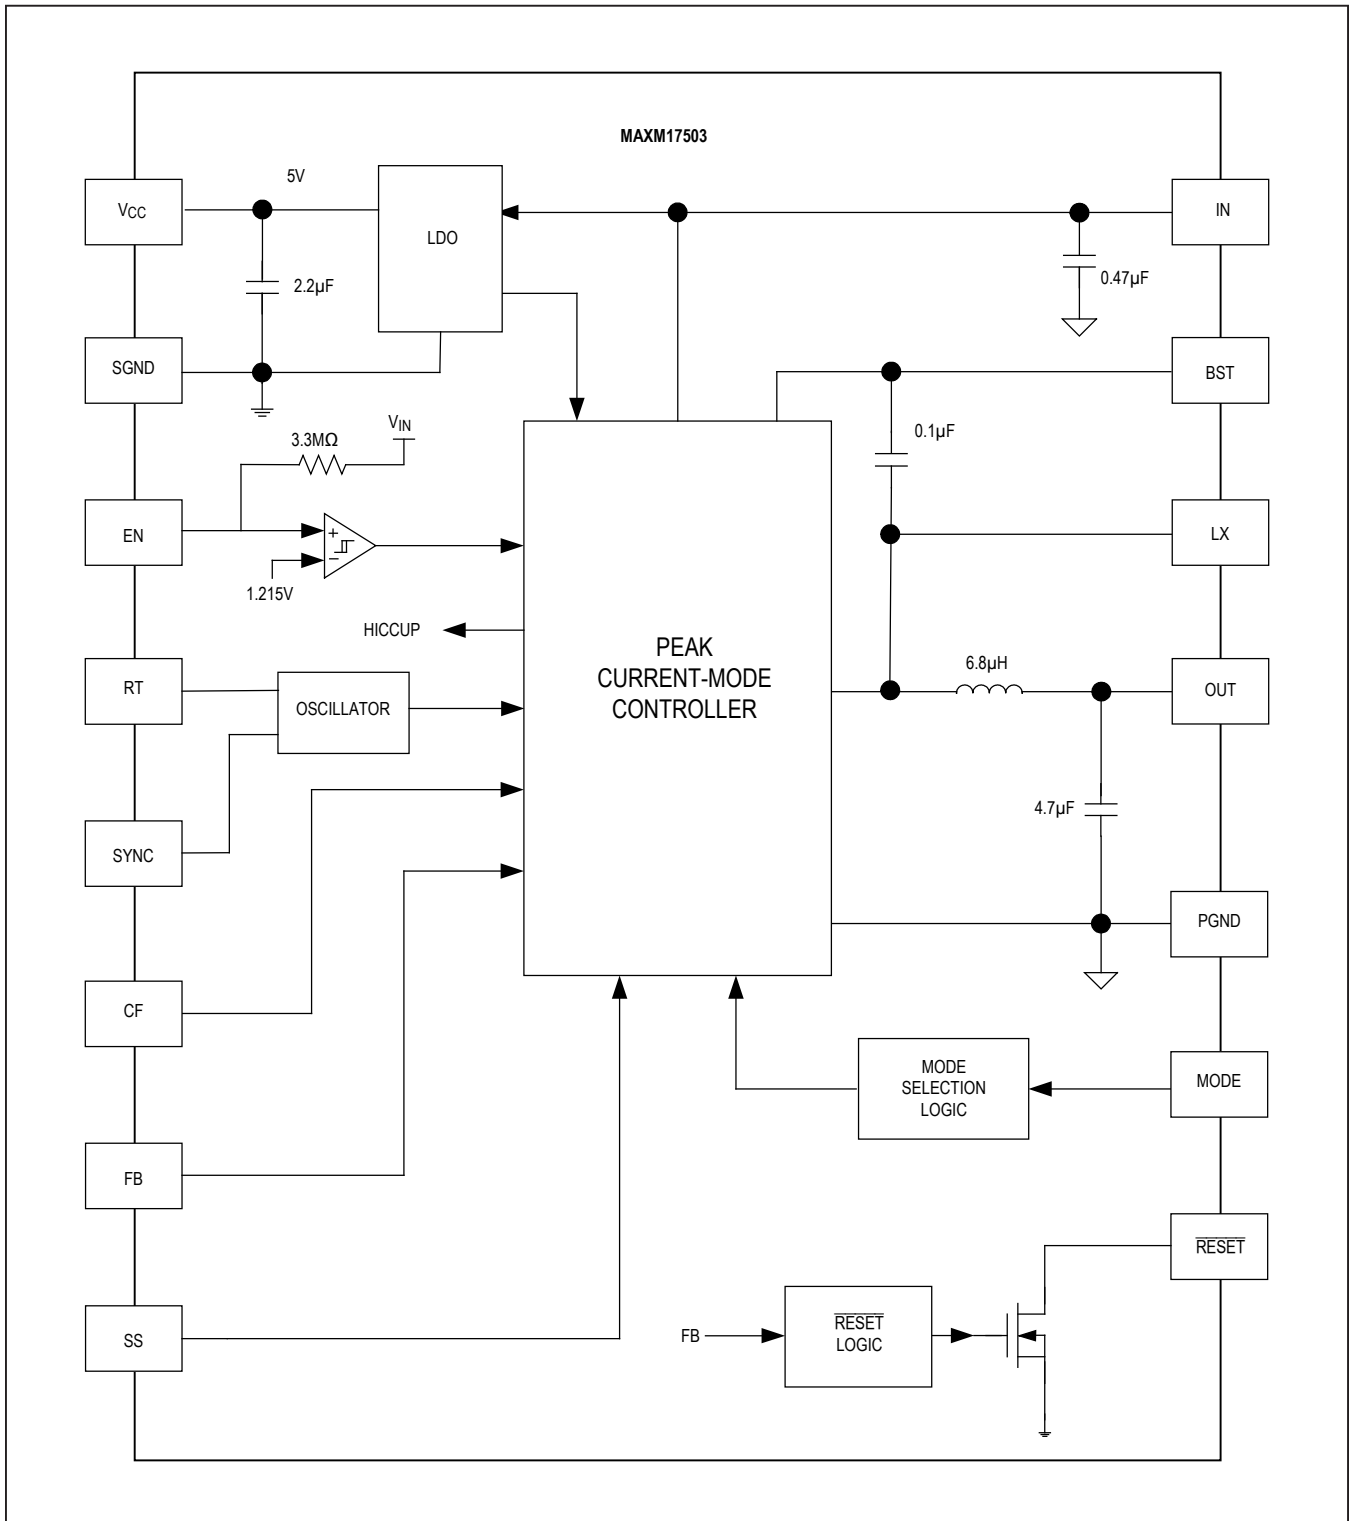 MAXM17503
5V
VCC
LDO
IN
2.2µF
0.47µF
SGND
BST
VIN
3.3MΩ
0.1µF
EN
+
−
LX
1.215V
HICCUP
PEAK
CURRENT-MODE
CONTROLLER
6.8µH
RT
OSCILLATOR
OUT
4.7µF
SYNC
PGND
CF
MODE
SELECTION
LOGIC
MODE
FB
RESET
SS
FB
RESET
LOGIC